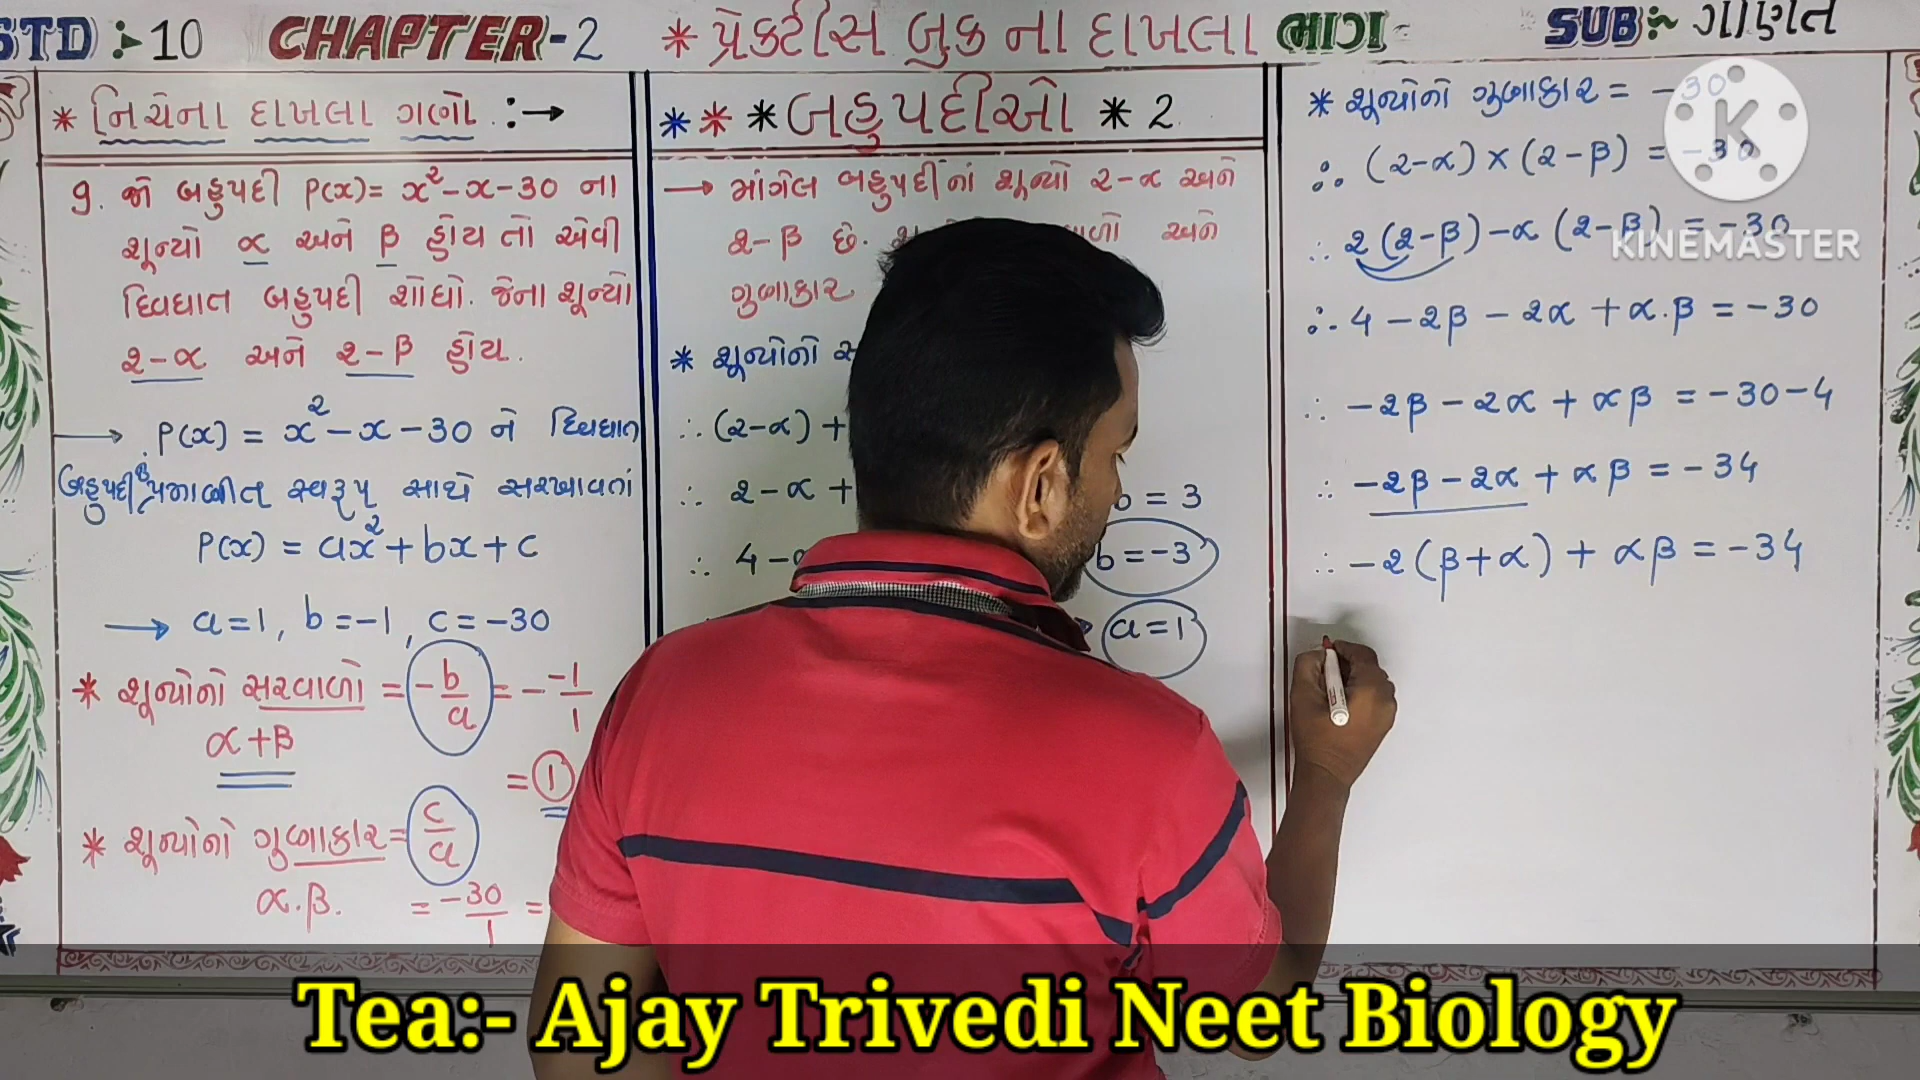 STD :- 10 CHAPTER-2 * પ્રેક્ટીસ બુક ના દાખલા ભાગ SUB:~ ગણિત
* નિચેના દાખલા ગણો :→
9. જો બહુપદી P(x) = x²-x-30 ના
શૂન્યો α અને β હોય તો એવી
દ્વિઘાત બહુપદી શોધો. જેના શૂન્યો
2-α અને 2-β હોય.
→ P(x) = x²-x-30 ને દ્વિઘાત
બહુપદી સ્વરૂપ સાથે સરખાવતાં
P(x) = ax²+bx+c
→ a=1, b=-1, c=-30
* શૂન્યોનો સરવાળો = -b/a = - -1/1
α+β
= 1
* શૂન્યોનો ગુણાકાર = c/a
α.β. = -30/1 =
* * * બહુપદીઓ * 2
→ માંગેલ બહુપદીનાં શૂન્યો 2-α અને
2-β છે. અને
ગુણાકાર
* શૂન્યોનો
∴ (2-α) +
∴ 2-α + = 3
∴ 4- b = -3
a = 1
* શૂન્યોનો ગુણાકાર = -30
∴ (2-α) × (2-β) = -30
∴ 2(2-β) - α(2-β) = -30
∴ 4 - 2β - 2α + α.β = -30
∴ -2β - 2α + αβ = -30-4
∴ -2β - 2α + αβ = -34
∴ -2(β+α) + αβ = -34
K
KINEMASTER
Tea:- Ajay Trivedi Neet Biology